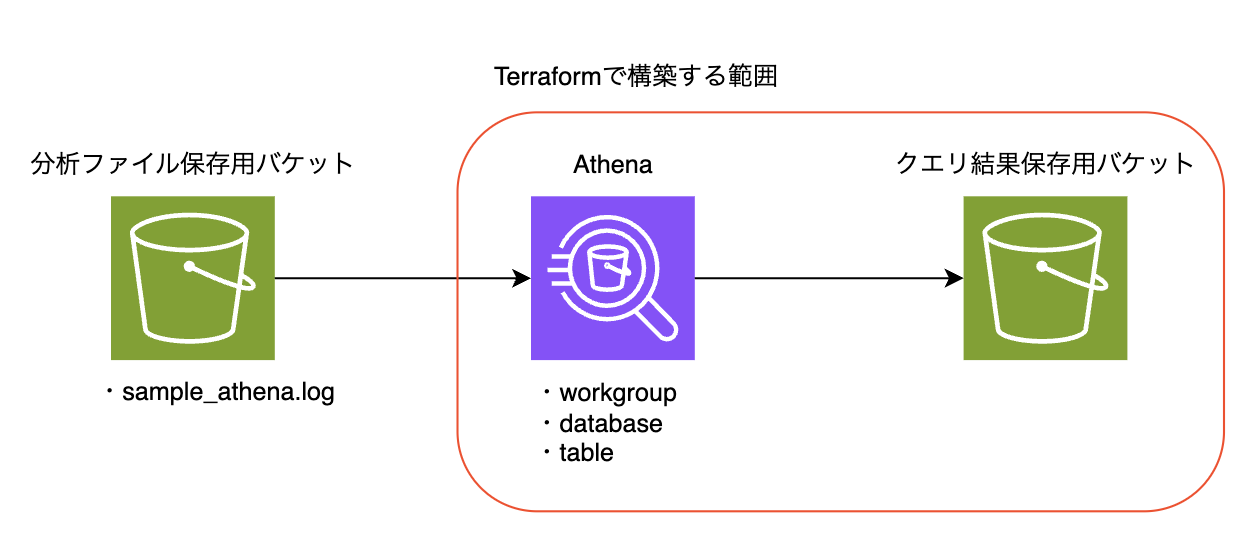 Terraformで構築する範囲
分析ファイル保存用バケット
Athena
クエリ結果保存用バケット
・sample_athena.log
・workgroup
・database
・table